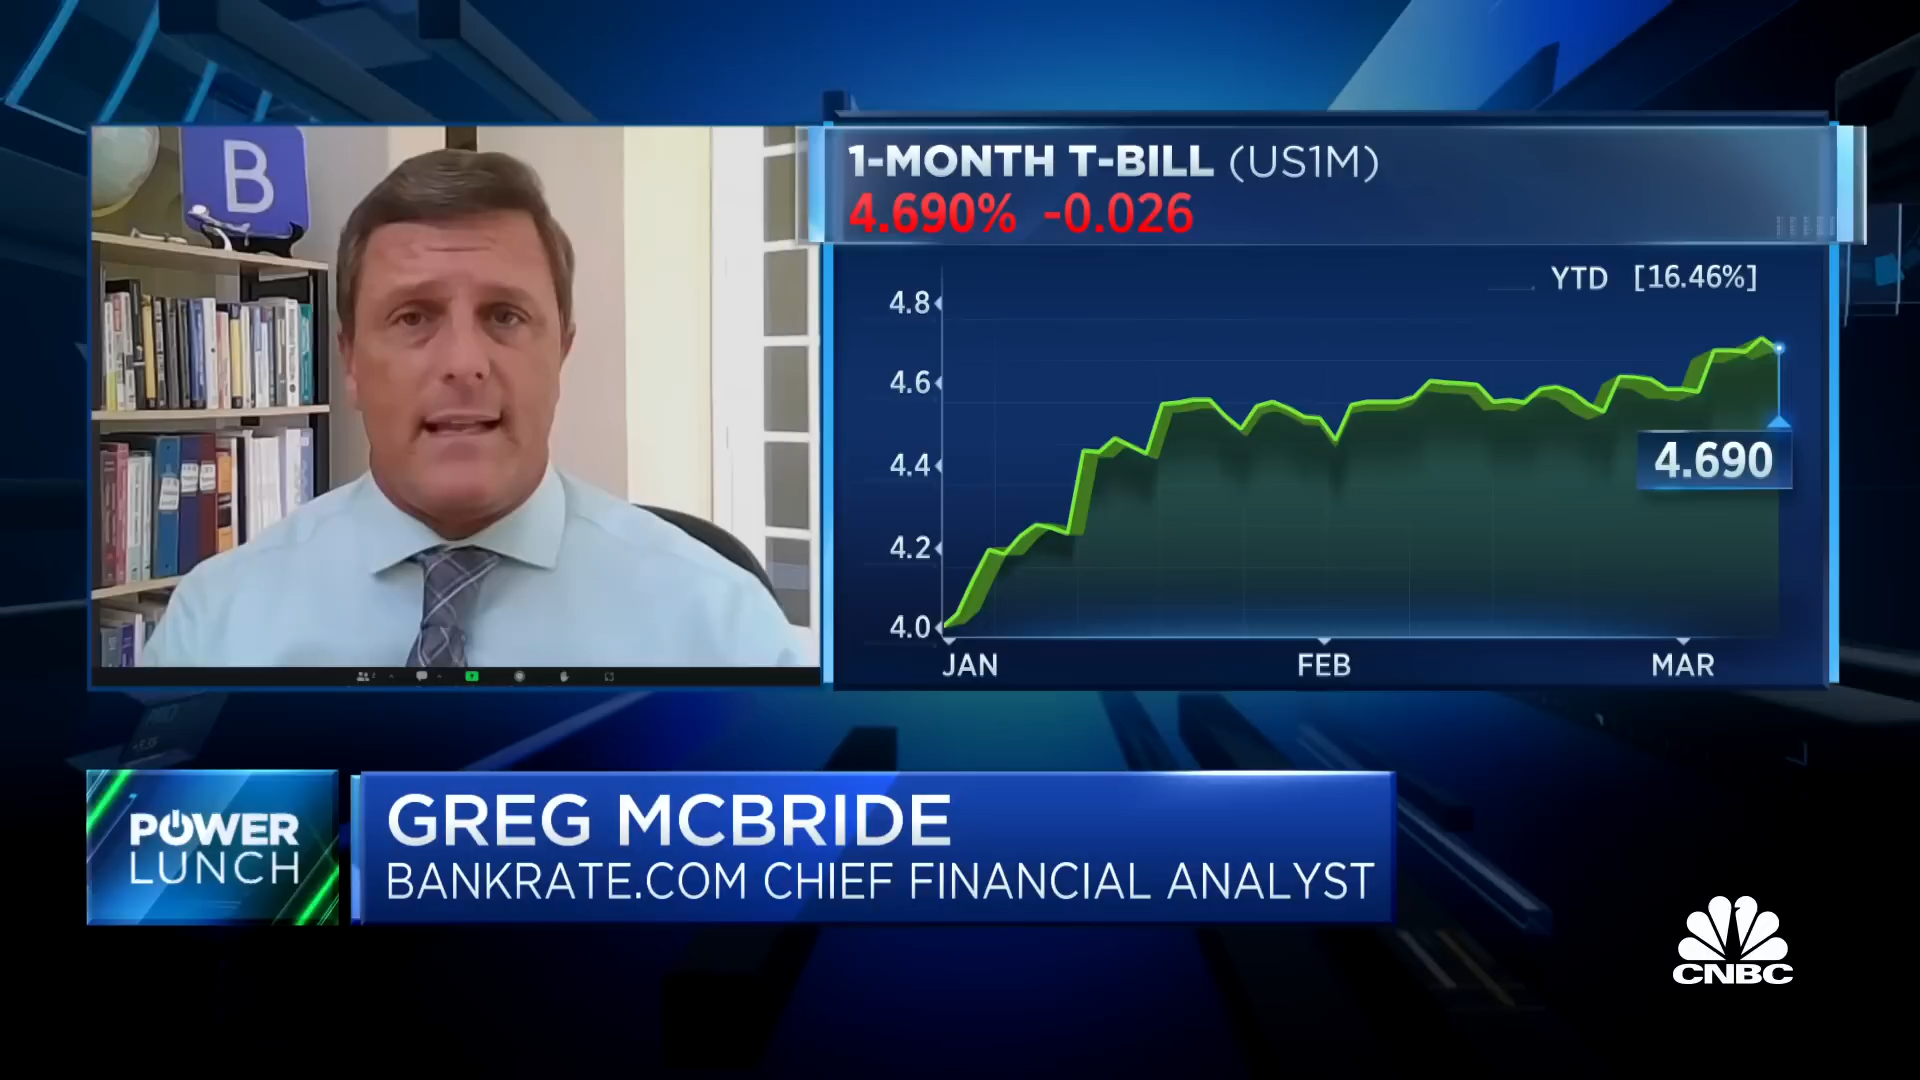 B
1-MONTH T-BILL (US1M)
4.690% -0.026
YTD [16.46%]
4.8
4.6
4.4
4.2
4.0
4.690
JAN FEB MAR
POWER
LUNCH
GREG MCBRIDE
BANKRATE.COM CHIEF FINANCIAL ANALYST
CNBC